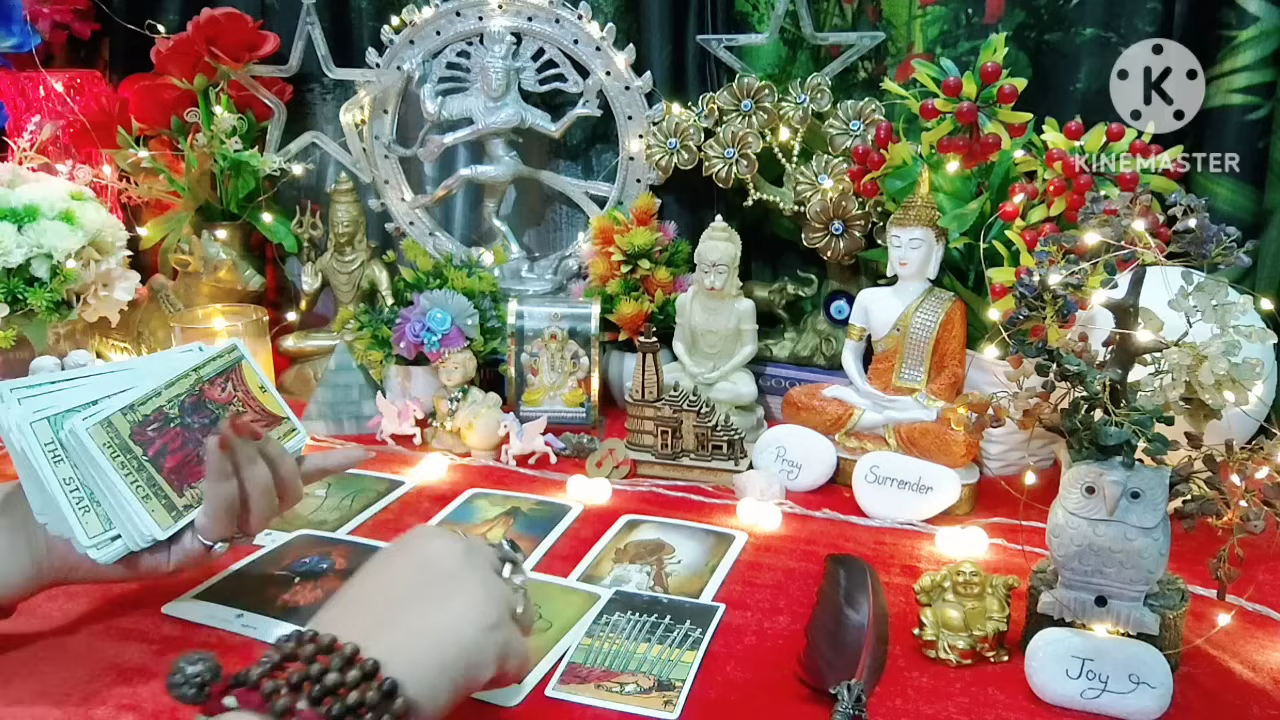 K
KINEMASTER
Pray
Surrender
THE STAR.
JUSTICE
Joy